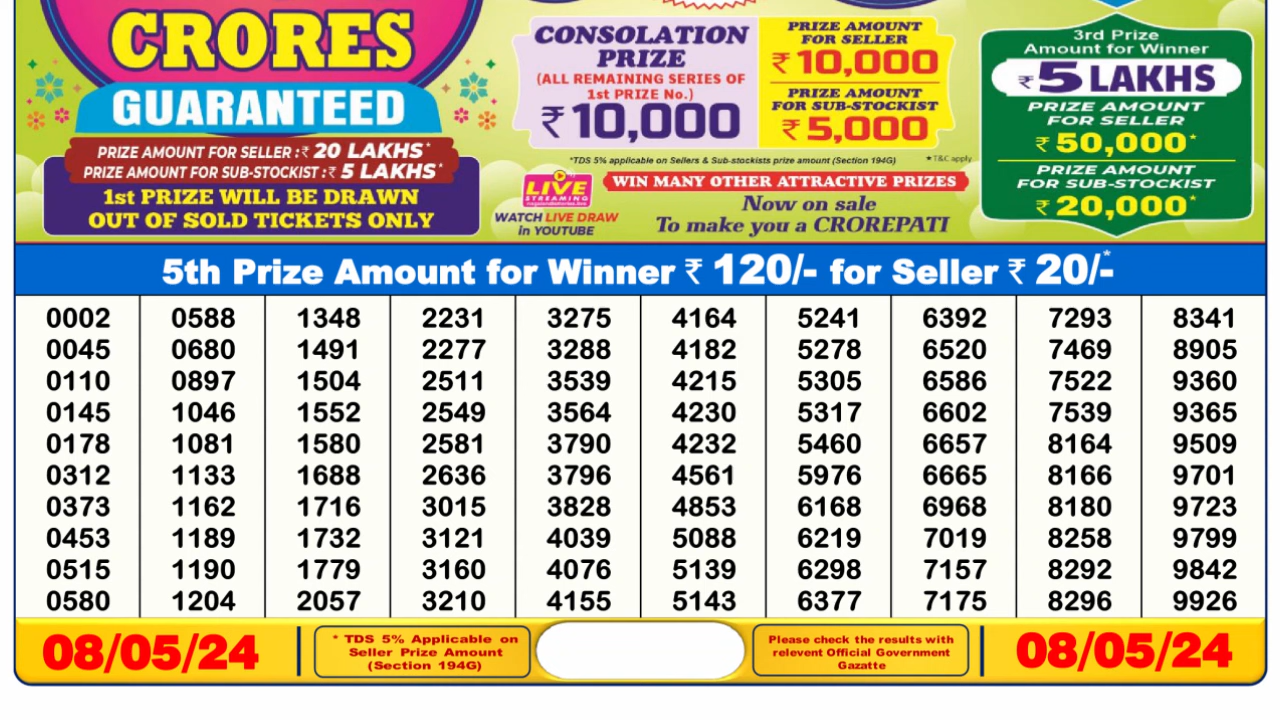 CRORES
GUARANTEED
PRIZE AMOUNT FOR SELLER :₹ 20 LAKHS*
PRIZE AMOUNT FOR SUB-STOCKIST :₹ 5 LAKHS*
1st PRIZE WILL BE DRAWN
OUT OF SOLD TICKETS ONLY
CONSOLATION
PRIZE
(ALL REMAINING SERIES OF
1st PRIZE No.)
₹ 10,000
PRIZE AMOUNT
FOR SELLER
₹ 10,000
PRIZE AMOUNT
FOR SUB-STOCKIST
₹ 5,000
*TDS 5% applicable on Sellers & Sub-stockists prize amount (Section 194G)
★T&C apply
LIVE
STREAMING
WATCH LIVE DRAW
in YOUTUBE
WIN MANY OTHER ATTRACTIVE PRIZES
Now on sale
To make you a CROREPATI
3rd Prize
Amount for Winner
₹ 5 LAKHS
PRIZE AMOUNT
FOR SELLER
₹ 50,000*
PRIZE AMOUNT
FOR SUB-STOCKIST
₹ 20,000*
5th Prize Amount for Winner ₹ 120/- for Seller ₹ 20/-*
0002 0588 1348 2231 3275 4164 5241 6392 7293 8341
0045 0680 1491 2277 3288 4182 5278 6520 7469 8905
0110 0897 1504 2511 3539 4215 5305 6586 7522 9360
0145 1046 1552 2549 3564 4230 5317 6602 7539 9365
0178 1081 1580 2581 3790 4232 5460 6657 8164 9509
0312 1133 1688 2636 3796 4561 5976 6665 8166 9701
0373 1162 1716 3015 3828 4853 6168 6968 8180 9723
0453 1189 1732 3121 4039 5088 6219 7019 8258 9799
0515 1190 1779 3160 4076 5139 6298 7157 8292 9842
0580 1204 2057 3210 4155 5143 6377 7175 8296 9926
08/05/24
* TDS 5% Applicable on
Seller Prize Amount
(Section 194G)
Please check the results with
relevent Official Government
Gazatte
08/05/24